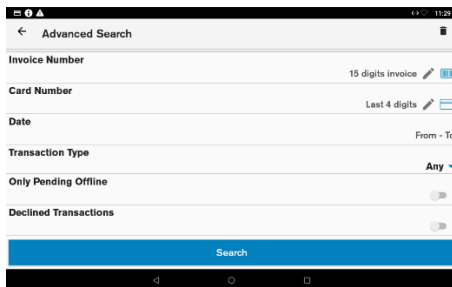 11:29
Advanced Search
Invoice Number
15 digits invoice
Card Number
Last 4 digits
Date
From - To
Transaction Type
Any
Only Pending Offline
Declined Transactions
Search